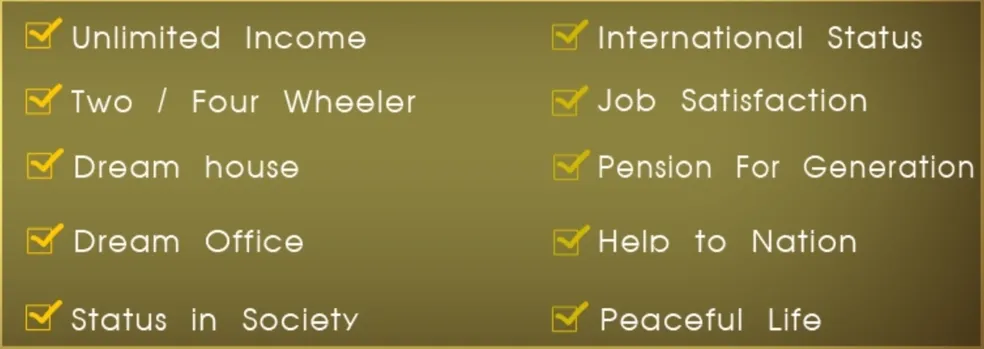 Unlimited Income
Two / Four Wheeler
Dream house
Dream Office
Status in Society
International Status
Job Satisfaction
Pension For Generation
Help to Nation
Peaceful Life